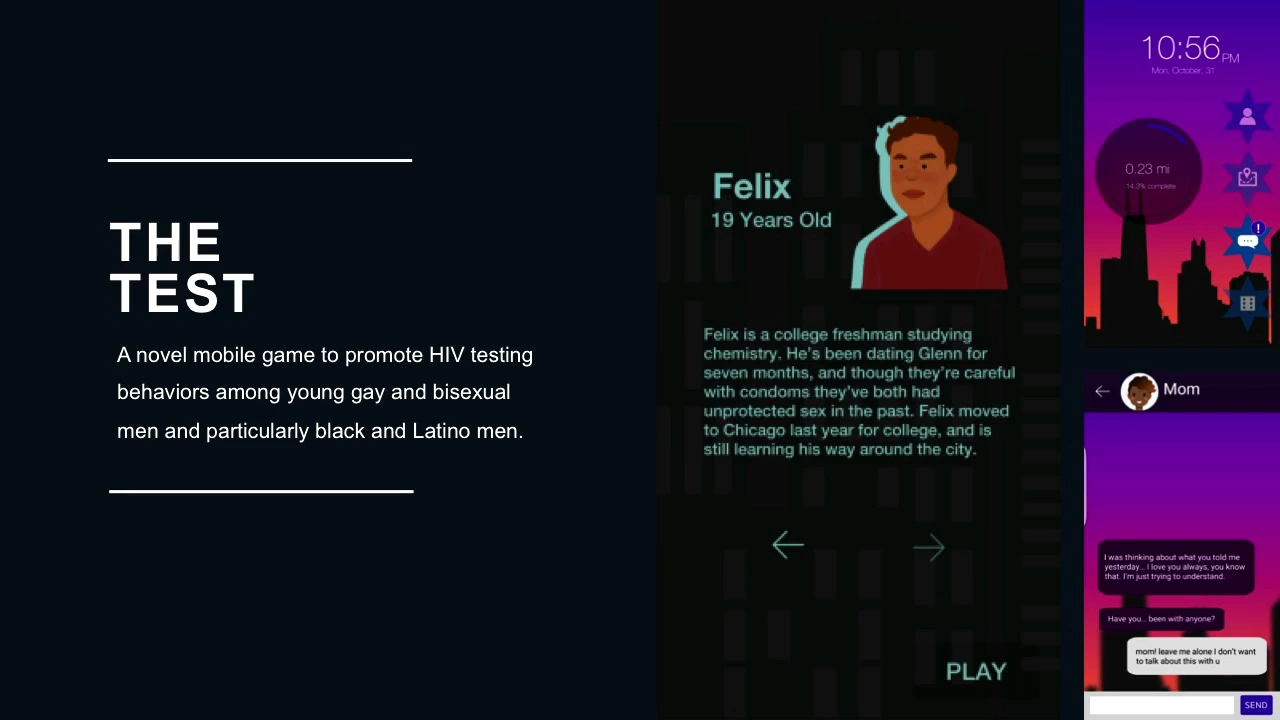 THE
TEST
A novel mobile game to promote HIV testing
behaviors among young gay and bisexual
men and particularly black and Latino men.
Felix
19 Years Old
Felix is a college freshman studying
chemistry. He's been dating Glenn for
seven months, and though they're careful
with condoms they've both had
unprotected sex in the past. Felix moved
to Chicago last year for college, and is
still learning his way around the city.
PLAY
10:56 PM
Mon, October, 31
0.23 mi
14.3% complete
!
Mom
I was thinking about what you told me
yesterday... I love you always, you know
that. I'm just trying to understand.
Have you... been with anyone?
mom! leave me alone I don't want
to talk about this with u
SEND